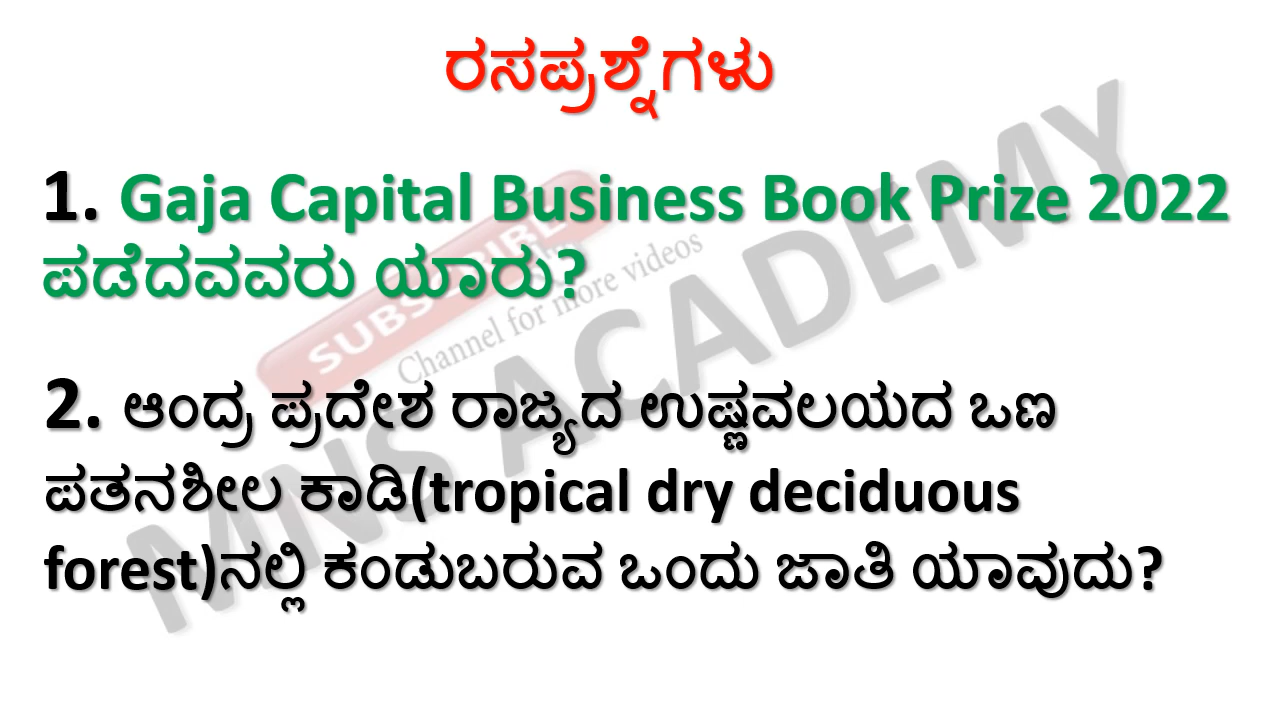 ರಸಪ್ರಶ್ನೆಗಳು
1. Gaja Capital Business Book Prize 2022
ಪಡೆದವವರು ಯಾರು?
SUBSCRIBE
Channel for more videos
MNS ACADEMY
2. ಆಂದ್ರ ಪ್ರದೇಶ ರಾಜ್ಯದ ಉಷ್ಣವಲಯದ ಒಣ
ಪತನಶೀಲ ಕಾಡಿ(tropical dry deciduous
forest)ನಲ್ಲಿ ಕಂಡುಬರುವ ಒಂದು ಜಾತಿ ಯಾವುದು?